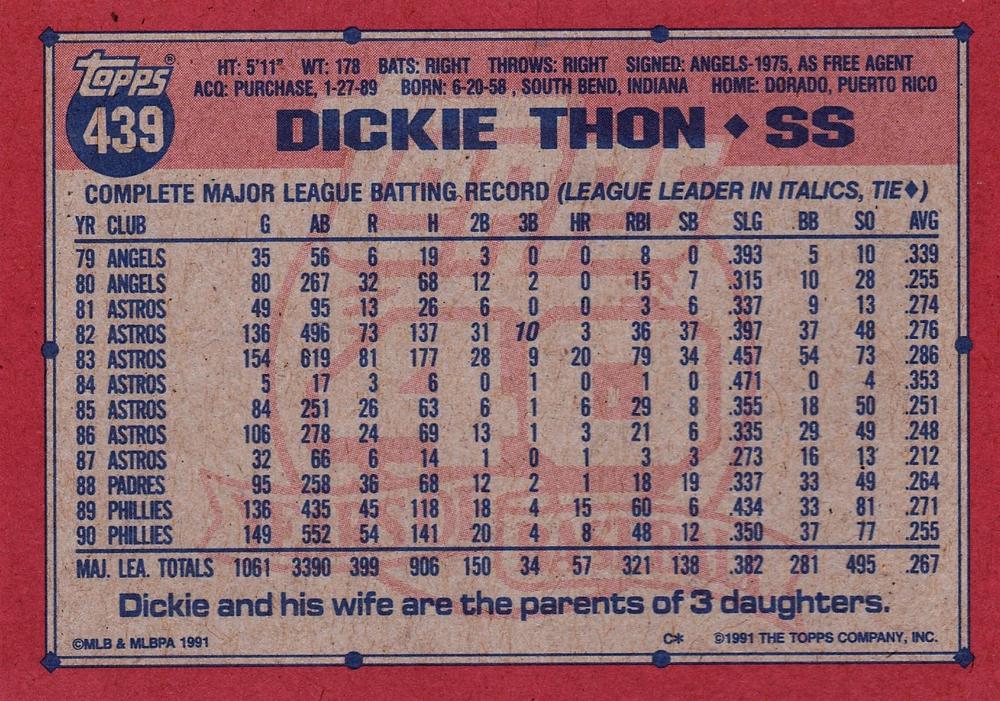 Topps®
439
HT: 5'11" WT: 178 BATS: RIGHT THROWS: RIGHT SIGNED: ANGELS-1975, AS FREE AGENT
ACQ: PURCHASE, 1-27-89 BORN: 6-20-58 , SOUTH BEND, INDIANA HOME: DORADO, PUERTO RICO
DICKIE THON ◆ SS
COMPLETE MAJOR LEAGUE BATTING RECORD (LEAGUE LEADER IN ITALICS, TIE◆)
YR CLUB G AB R H 2B 3B HR RBI SB SLG BB SO AVG
79 ANGELS 35 56 6 19 3 0 0 8 0 .393 5 10 .339
80 ANGELS 80 267 32 68 12 2 0 15 7 .315 10 28 .255
81 ASTROS 49 95 13 26 6 0 0 3 6 .337 9 13 .274
82 ASTROS 136 496 73 137 31 10 3 36 37 .397 37 48 .276
83 ASTROS 154 619 81 177 28 9 20 79 34 .457 54 73 .286
84 ASTROS 5 17 3 6 0 1 0 1 0 .471 0 4 .353
85 ASTROS 84 251 26 63 6 1 6 29 8 .355 18 50 .251
86 ASTROS 106 278 24 69 13 1 3 21 6 .335 29 49 .248
87 ASTROS 32 66 6 14 1 0 1 3 3 .273 16 13 .212
88 PADRES 95 258 36 68 12 2 1 18 19 .337 33 49 .264
89 PHILLIES 136 435 45 118 18 4 15 60 6 .434 33 81 .271
90 PHILLIES 149 552 54 141 20 4 8 48 12 .350 37 77 .255
MAJ. LEA. TOTALS 1061 3390 399 906 150 34 57 321 138 .382 281 495 .267
Dickie and his wife are the parents of 3 daughters.
©MLB & MLBPA 1991 C* ©1991 THE TOPPS COMPANY, INC.